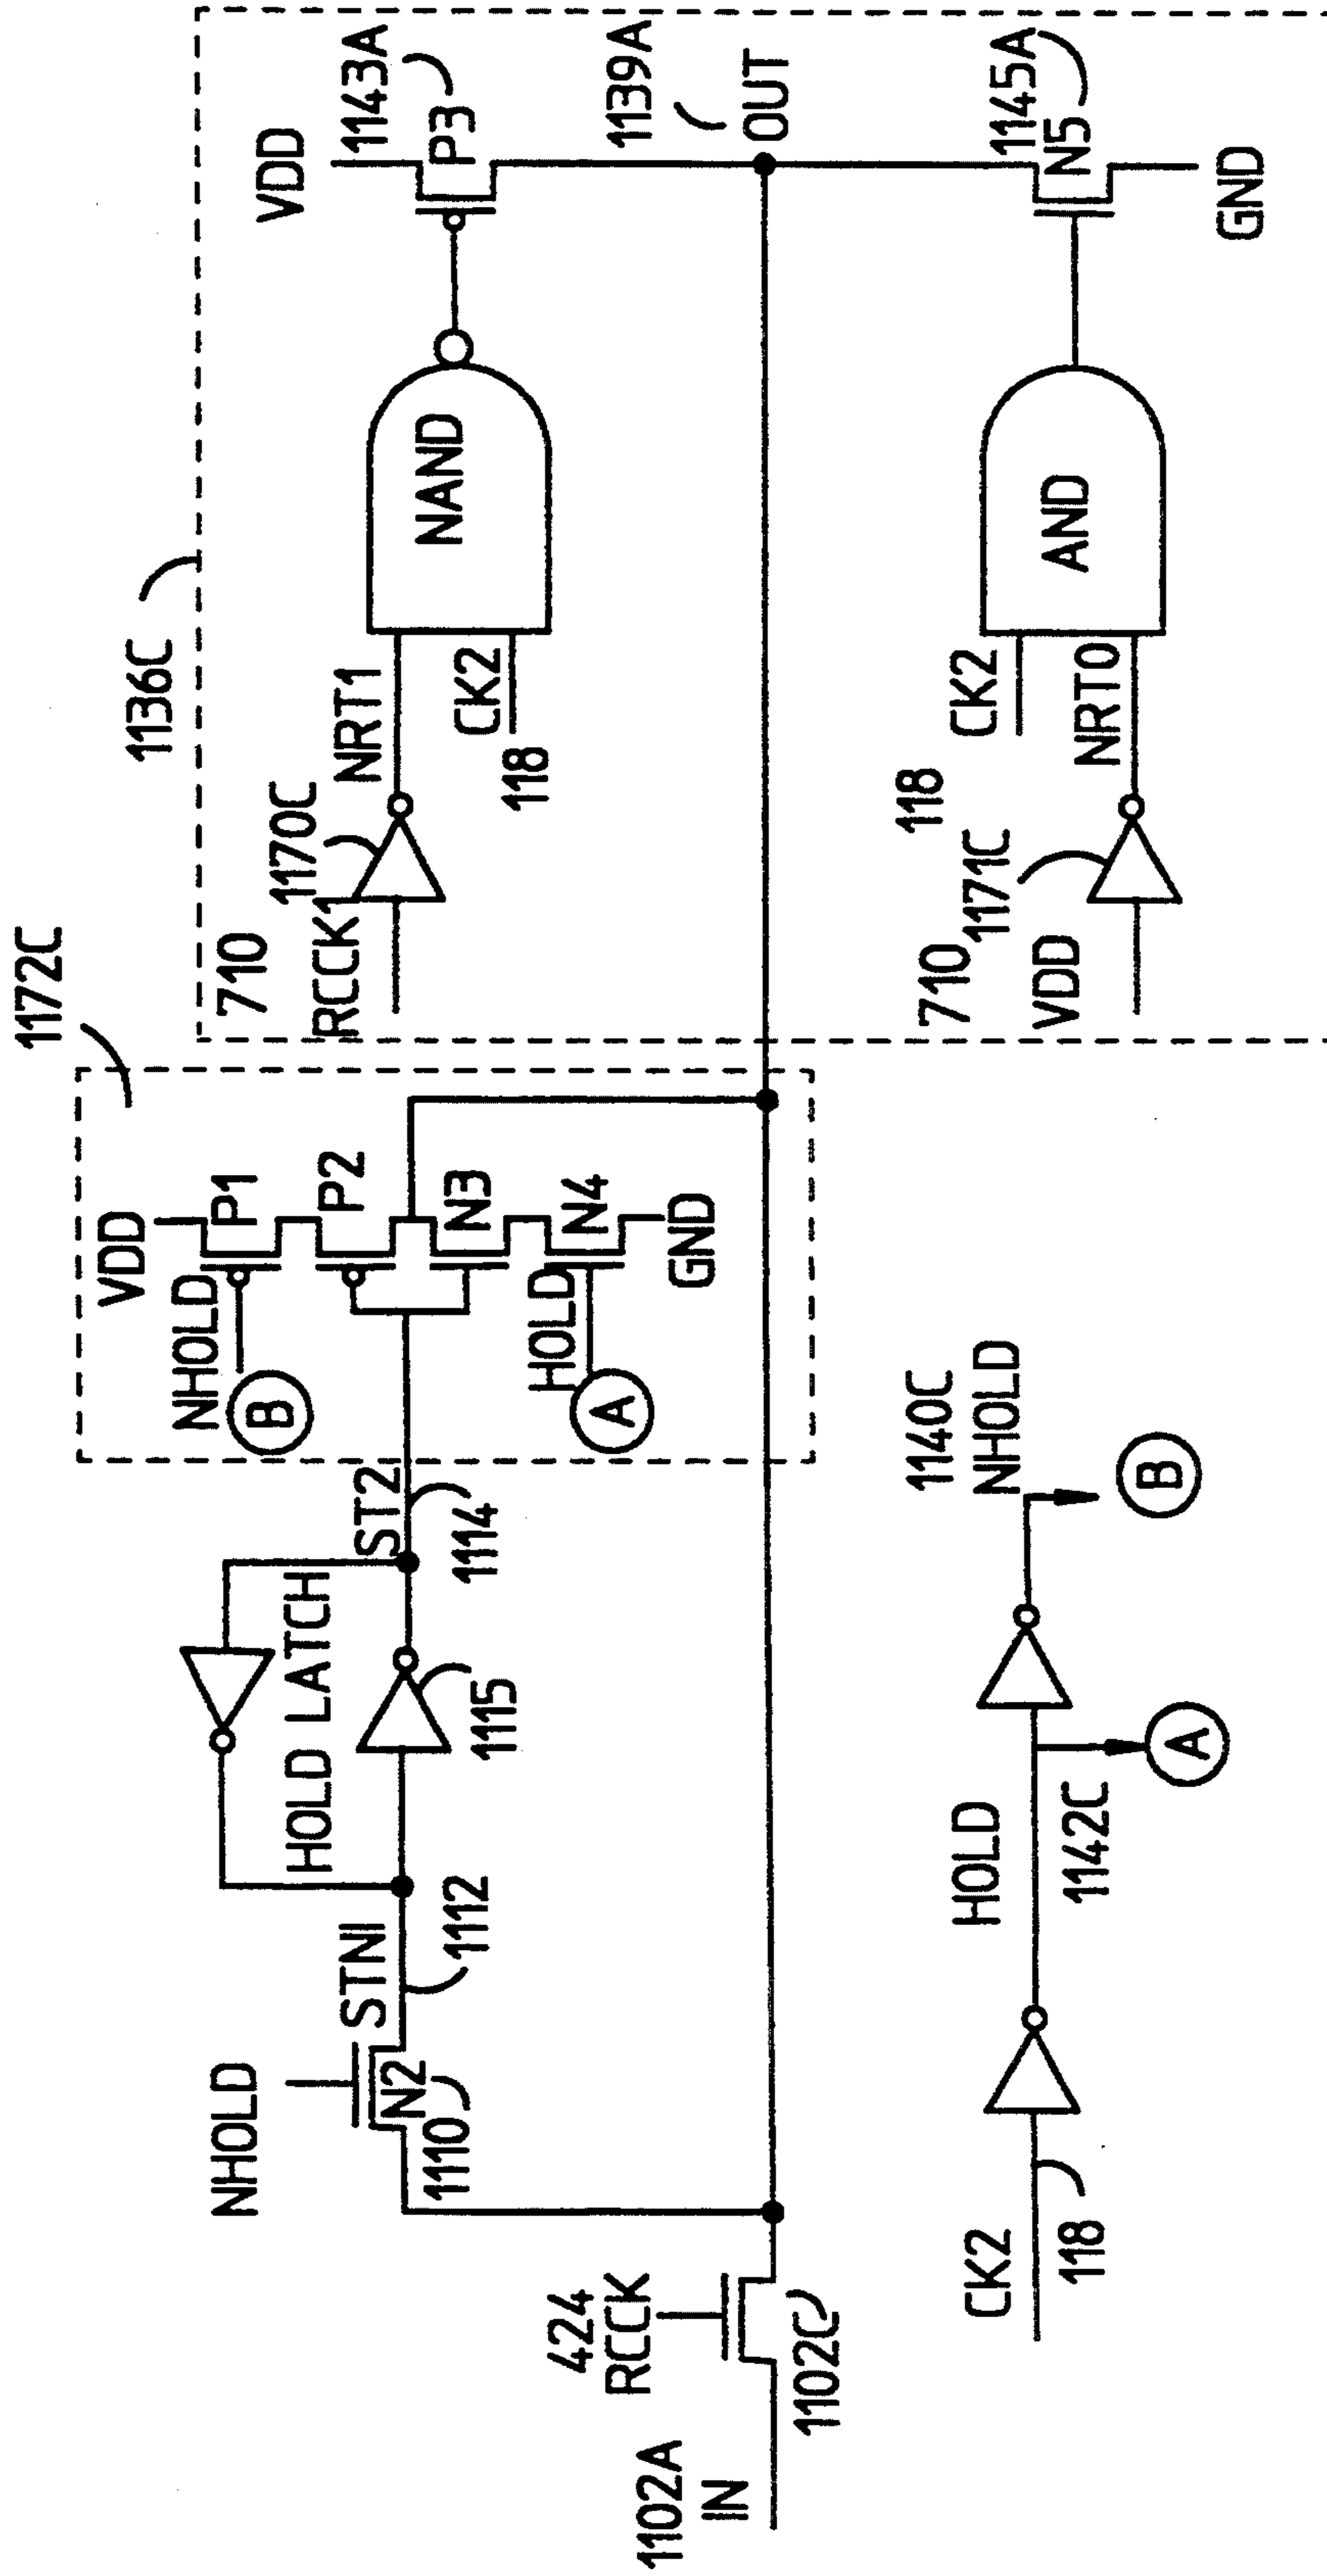 1172C
1136C
VDD
NHOLD
B
P1
P2
N3
HOLD
A
N4
GND
NHOLD
STNI
N2
1110
1112
HOLD LATCH
1115
ST2
1114
710
RCCK1
1170C
NRT1
CK2
118
NAND
VDD
P3
1143A
1139A
OUT
424
RCCK
1102A
IN
1102C
CK2
118
HOLD
1142C
A
1140C
NHOLD
B
710
VDD
1171C
118
CK2
NRT0
AND
1145A
N5
GND